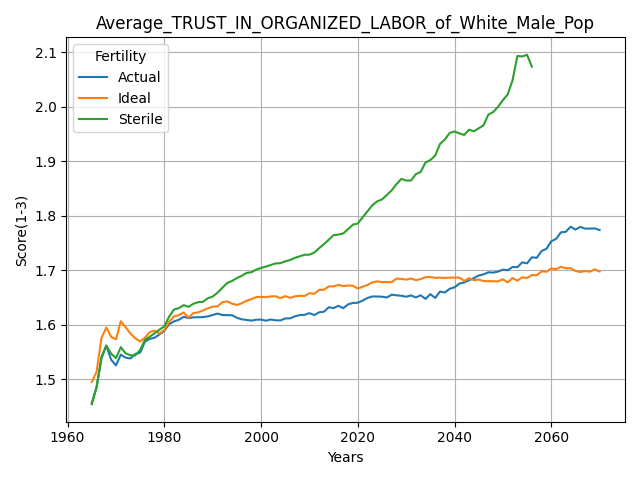 Average_TRUST_IN_ORGANIZED_LABOR_of_White_Male_Pop
Fertility
Actual
Ideal
Sterile
Score(1-3)
2.1
2.0
1.9
1.8
1.7
1.6
1.5
1960 1980 2000 2020 2040 2060
Years